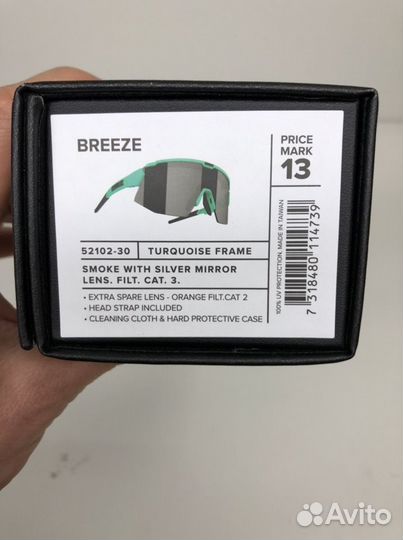 BREEZE
PRICE
MARK
13
52102-30 TURQUOISE FRAME
SMOKE WITH SILVER MIRROR
LENS. FILT. CAT. 3.
• EXTRA SPARE LENS - ORANGE FILT.CAT 2
• HEAD STRAP INCLUDED
• CLEANING CLOTH & HARD PROTECTIVE CASE
100% UV PROTECTION. MADE IN TAIWAN
7 318480 114739
Avito